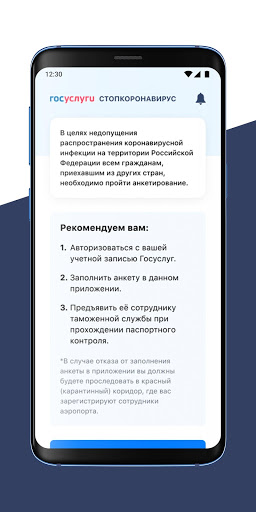 12:30
госуслуги СТОПКОРОНАВИРУС
В целях недопущения
распространения коронавирусной
инфекции на территории Российской
Федерации всем гражданам,
приехавшим из других стран,
необходимо пройти анкетирование.
Рекомендуем вам:
1. Авторизоваться с вашей
учетной записью Госуслуг.
2. Заполнить анкету в данном
приложении.
3. Предъявить её сотруднику
таможенной службы при
прохождении паспортного
контроля.
*В случае отказа от заполнения
анкеты в приложении вы должны
будете проследовать в красный
(карантинный) коридор, где вас
зарегистрируют сотрудники
аэропорта.